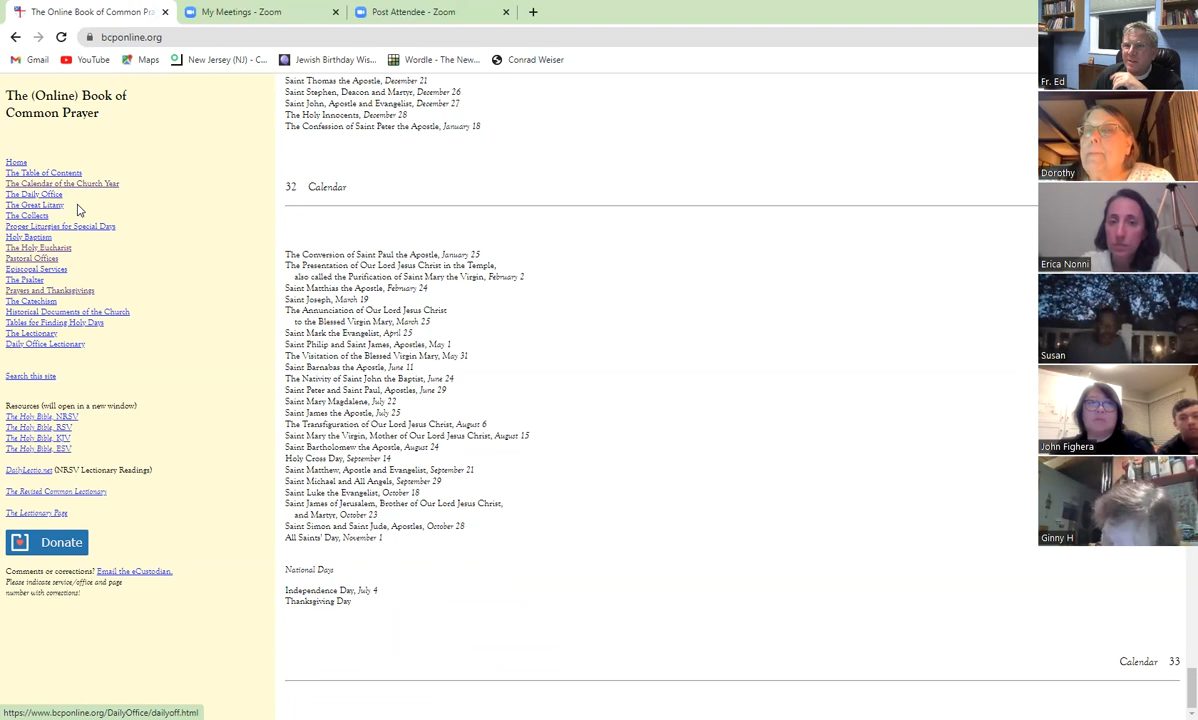 The Online Book of Common Pra
My Meetings - Zoom
Post Attendee - Zoom
bcponline.org
Gmail
YouTube
Maps
New Jersey (NJ) - C...
Jewish Birthday Wis...
Wordle - The New...
Conrad Weiser
The (Online) Book of
Common Prayer
Home
The Table of Contents
The Calendar of the Church Year
The Daily Office
The Great Litany
The Collects
Proper Liturgies for Special Days
Holy Baptism
The Holy Eucharist
Pastoral Offices
Episcopal Services
The Psalter
Prayers and Thanksgivings
The Catechism
Historical Documents of the Church
Tables for Finding Holy Days
The Lectionary
Daily Office Lectionary
Search this site
Resources (will open in a new window)
The Holy Bible, NRSV
The Holy Bible, RSV
The Holy Bible, KJV
The Holy Bible, ESV
DailyLectio.net (NRSV Lectionary Readings)
The Revised Common Lectionary
The Lectionary Page
Donate
Comments or corrections? Email the eCustodian.
Please indicate service/office and page
number with corrections!
https://www.bcponline.org/DailyOffice/dailyoff.html
Saint Thomas the Apostle, December 21
Saint Stephen, Deacon and Martyr, December 26
Saint John, Apostle and Evangelist, December 27
The Holy Innocents, December 28
The Confession of Saint Peter the Apostle, January 18
32 Calendar
The Conversion of Saint Paul the Apostle, January 25
The Presentation of Our Lord Jesus Christ in the Temple,
also called the Purification of Saint Mary the Virgin, February 2
Saint Matthias the Apostle, February 24
Saint Joseph, March 19
The Annunciation of Our Lord Jesus Christ
to the Blessed Virgin Mary, March 25
Saint Mark the Evangelist, April 25
Saint Philip and Saint James, Apostles, May 1
The Visitation of the Blessed Virgin Mary, May 31
Saint Barnabas the Apostle, June 11
The Nativity of Saint John the Baptist, June 24
Saint Peter and Saint Paul, Apostles, June 29
Saint Mary Magdalene, July 22
Saint James the Apostle, July 25
The Transfiguration of Our Lord Jesus Christ, August 6
Saint Mary the Virgin, Mother of Our Lord Jesus Christ, August 15
Saint Bartholomew the Apostle, August 24
Holy Cross Day, September 14
Saint Matthew, Apostle and Evangelist, September 21
Saint Michael and All Angels, September 29
Saint Luke the Evangelist, October 18
Saint James of Jerusalem, Brother of Our Lord Jesus Christ,
and Martyr, October 23
Saint Simon and Saint Jude, Apostles, October 28
All Saints' Day, November 1
National Days
Independence Day, July 4
Thanksgiving Day
Calendar 33
Fr. Ed
Dorothy
Erica Nonni
Susan
John Fighera
Ginny H